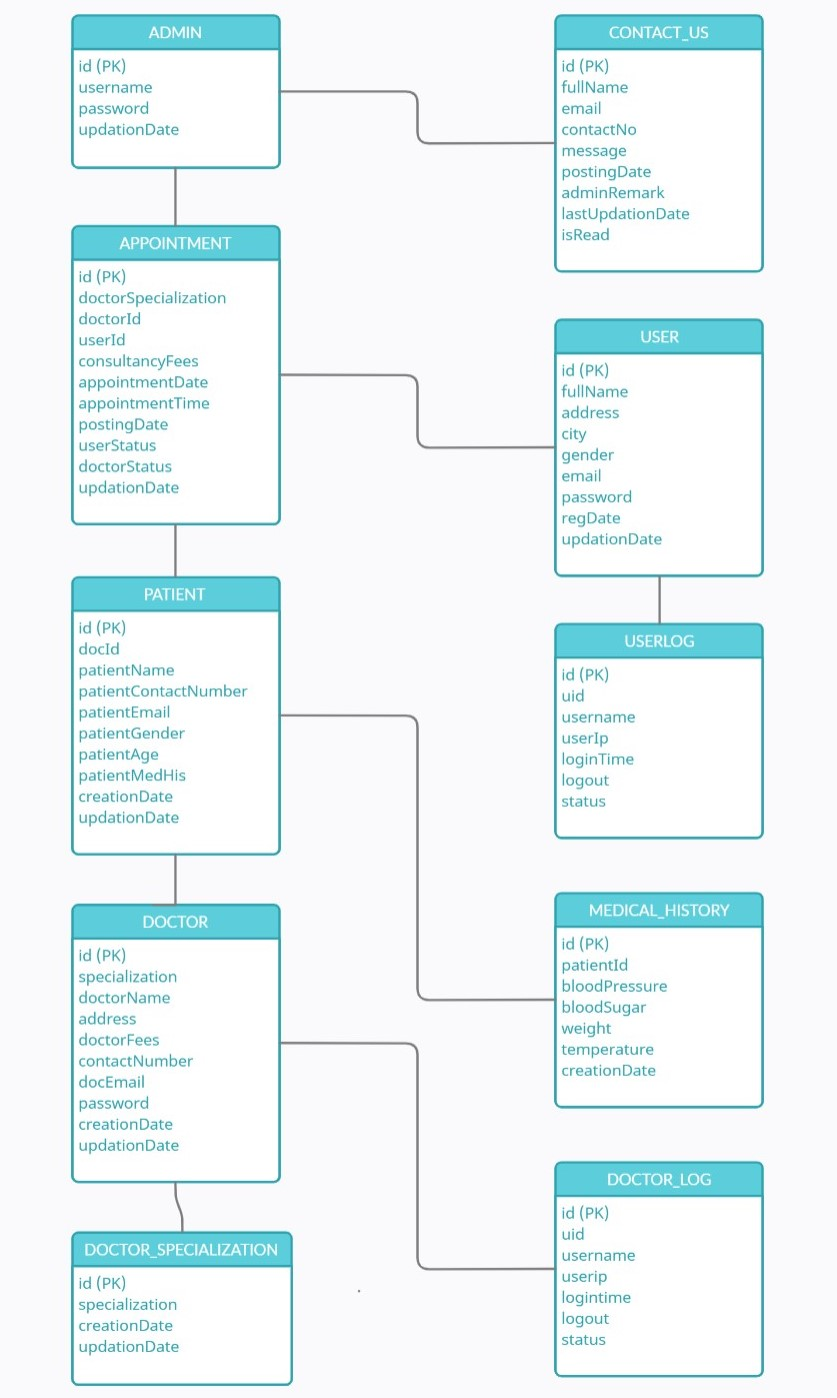 ADMIN
id (PK)
username
password
updationDate
CONTACT_US
id (PK)
fullName
email
contactNo
message
postingDate
adminRemark
lastUpdationDate
isRead
APPOINTMENT
id (PK)
doctorSpecialization
doctorId
userId
consultancyFees
appointmentDate
appointmentTime
postingDate
userStatus
doctorStatus
updationDate
USER
id (PK)
fullName
address
city
gender
email
password
regDate
updationDate
PATIENT
id (PK)
docId
patientName
patientContactNumber
patientEmail
patientGender
patientAge
patientMedHis
creationDate
updationDate
USERLOG
id (PK)
uid
username
userIp
loginTime
logout
status
DOCTOR
id (PK)
specialization
doctorName
address
doctorFees
contactNumber
docEmail
password
creationDate
updationDate
MEDICAL_HISTORY
id (PK)
patientId
bloodPressure
bloodSugar
weight
temperature
creationDate
DOCTOR_SPECIALIZATION
id (PK)
specialization
creationDate
updationDate
DOCTOR_LOG
id (PK)
uid
username
userip
logintime
logout
status